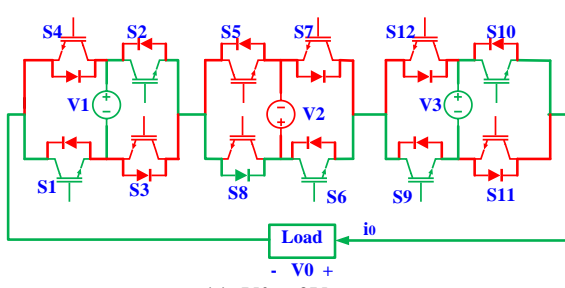 S4 S2 S5 S7 S12 S10
V1 V2 V3
S1 S3 S8 S6 S9 S11
Load i0
- V0 +